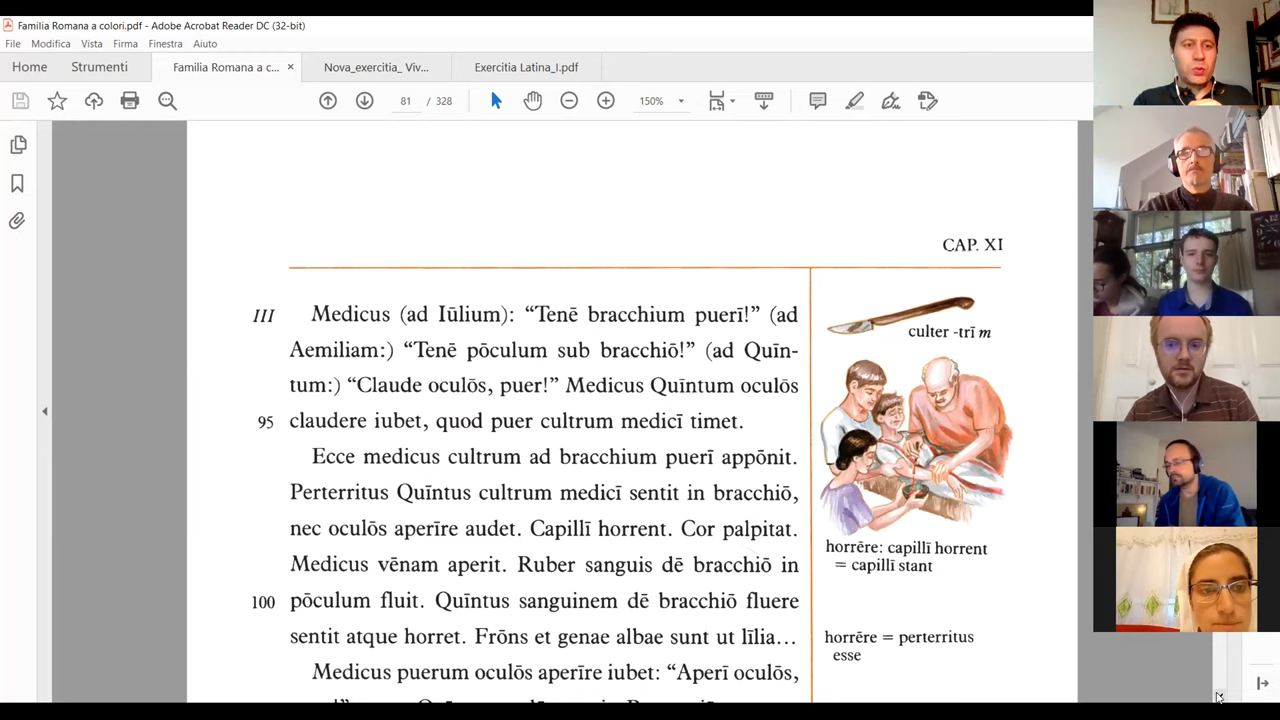 Familia Romana a colori.pdf - Adobe Acrobat Reader DC (32-bit)
File Modifica Vista Firma Finestra Aiuto
Home Strumenti Familia Romana a c... × Nova_exercitia_ Viv... Exercitia Latina_I.pdf
81 / 328 150%
CAP. XI
III Medicus (ad Iūlium): “Tenē bracchium puerī!” (ad
Aemiliam:) “Tenē pōculum sub bracchiō!” (ad Quīn-
tum:) “Claude oculōs, puer!” Medicus Quīntum oculōs
95 claudere iubet, quod puer cultrum medicī timet.
Ecce medicus cultrum ad bracchium puerī appōnit.
Perterritus Quīntus cultrum medicī sentit in bracchiō,
nec oculōs aperīre audet. Capillī horrent. Cor palpitat.
Medicus vēnam aperit. Ruber sanguis dē bracchiō in
100 pōculum fluit. Quīntus sanguinem dē bracchiō fluere
sentit atque horret. Frōns et genae albae sunt ut līlia...
Medicus puerum oculōs aperīre iubet: “Aperī oculōs,
culter -trī m
horrēre: capillī horrent
= capillī stant
horrēre = perterritus
esse